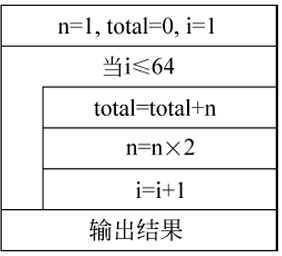 n=1, total=0, i=1
当i≤64
total=total+n
n=n×2
i=i+1
输出结果